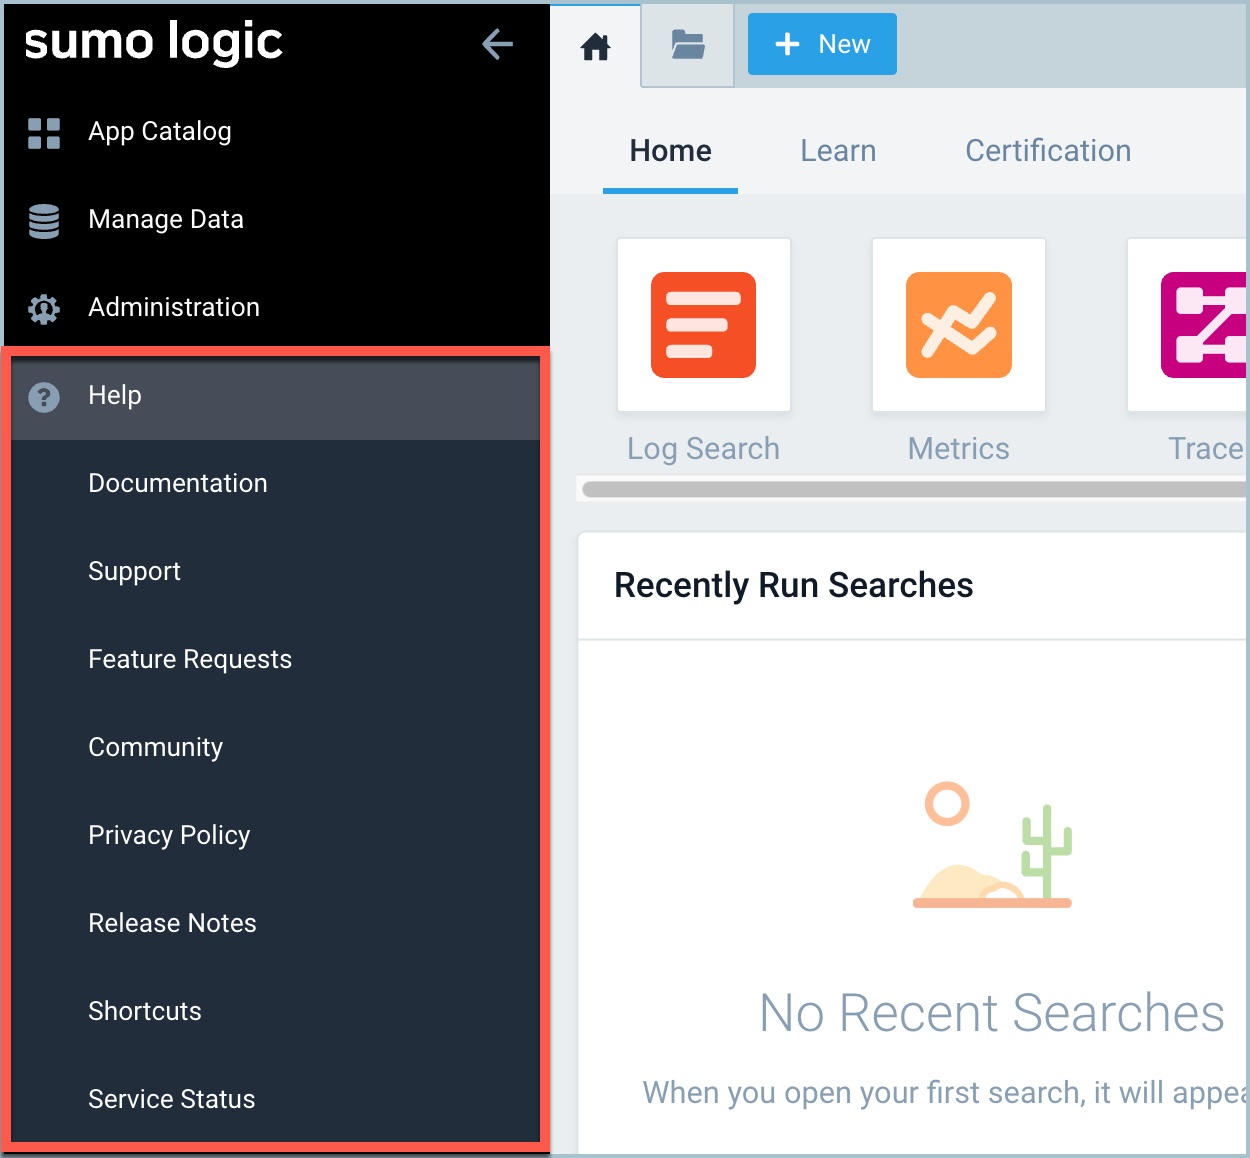 sumo logic
App Catalog
Manage Data
Administration
? Help
Documentation
Support
Feature Requests
Community
Privacy Policy
Release Notes
Shortcuts
Service Status
+ New
Home Learn Certification
Log Search Metrics Trace
Recently Run Searches
No Recent Searches
When you open your first search, it will appea